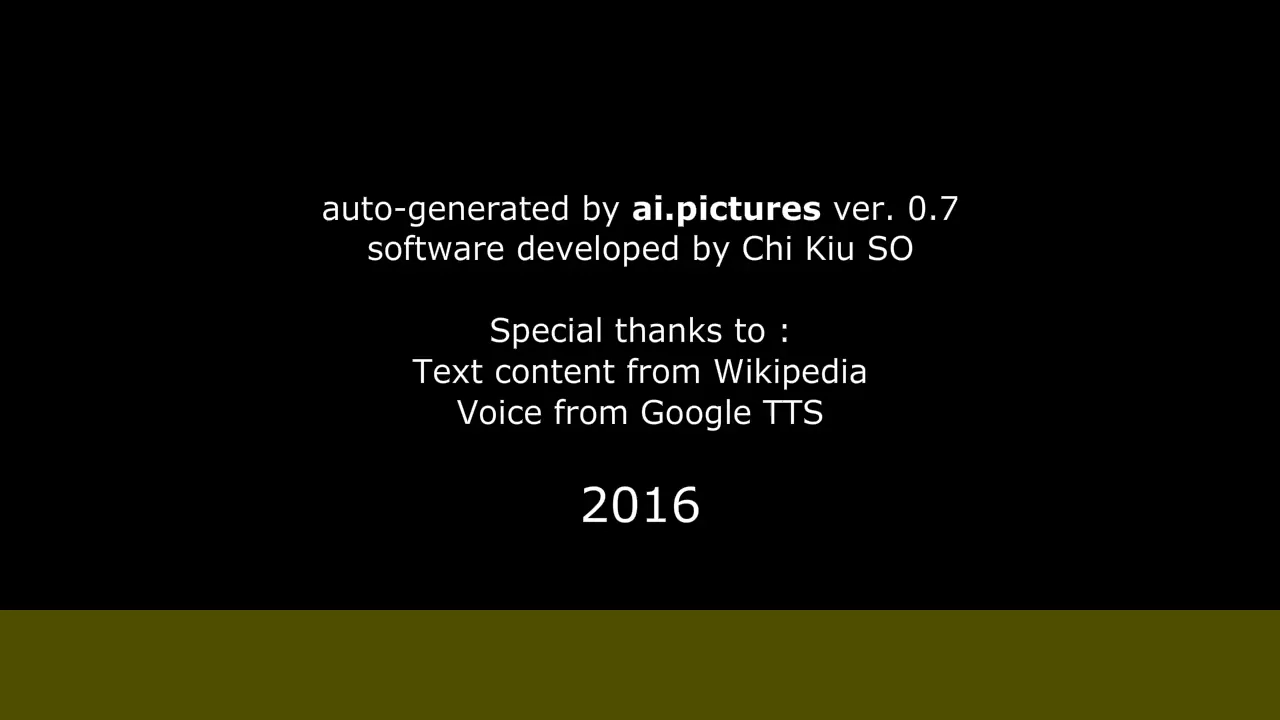 auto-generated by ai.pictures ver. 0.7
software developed by Chi Kiu SO
Special thanks to :
Text content from Wikipedia
Voice from Google TTS
2016